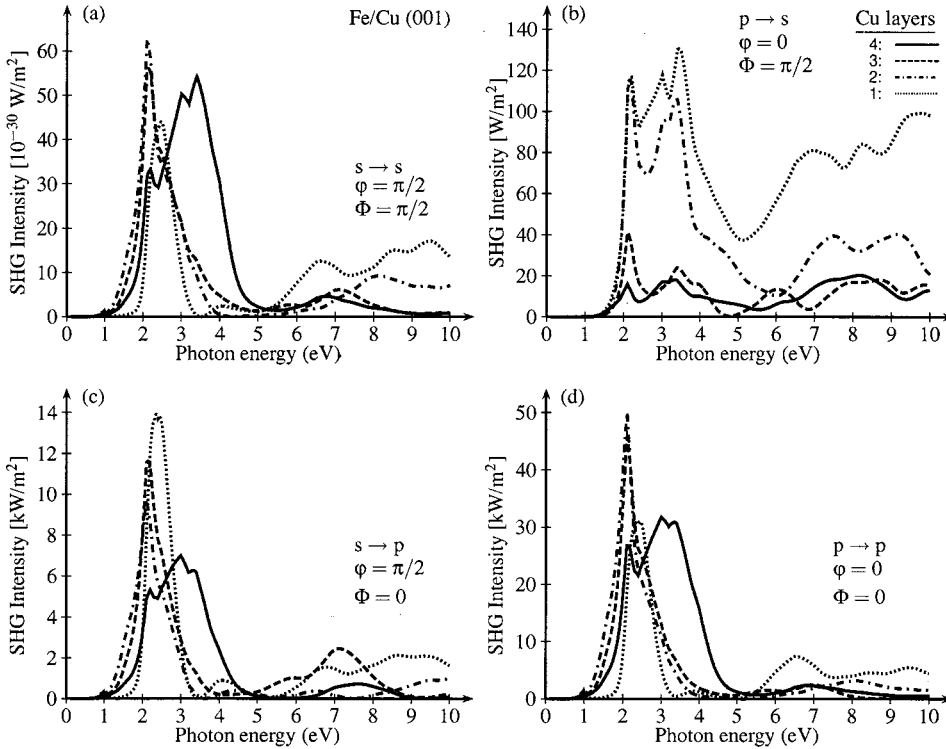 (a)
Fe/Cu (001)
SHG Intensity [10⁻³⁰ W/m²]
60
50
40
30
20
10
0
s → s
φ = π/2
Φ = π/2
0 1 2 3 4 5 6 7 8 9 10
Photon energy (eV)
(b)
p → s
φ = 0
Φ = π/2
Cu layers
4:
3:
2:
1:
SHG Intensity [W/m²]
140
120
100
80
60
40
20
0
0 1 2 3 4 5 6 7 8 9 10
Photon energy (eV)
(c)
SHG Intensity [kW/m²]
14
12
10
8
6
4
2
0
s → p
φ = π/2
Φ = 0
0 1 2 3 4 5 6 7 8 9 10
Photon energy (eV)
(d)
SHG Intensity [kW/m²]
50
40
30
20
10
0
p → p
φ = 0
Φ = 0
0 1 2 3 4 5 6 7 8 9 10
Photon energy (eV)